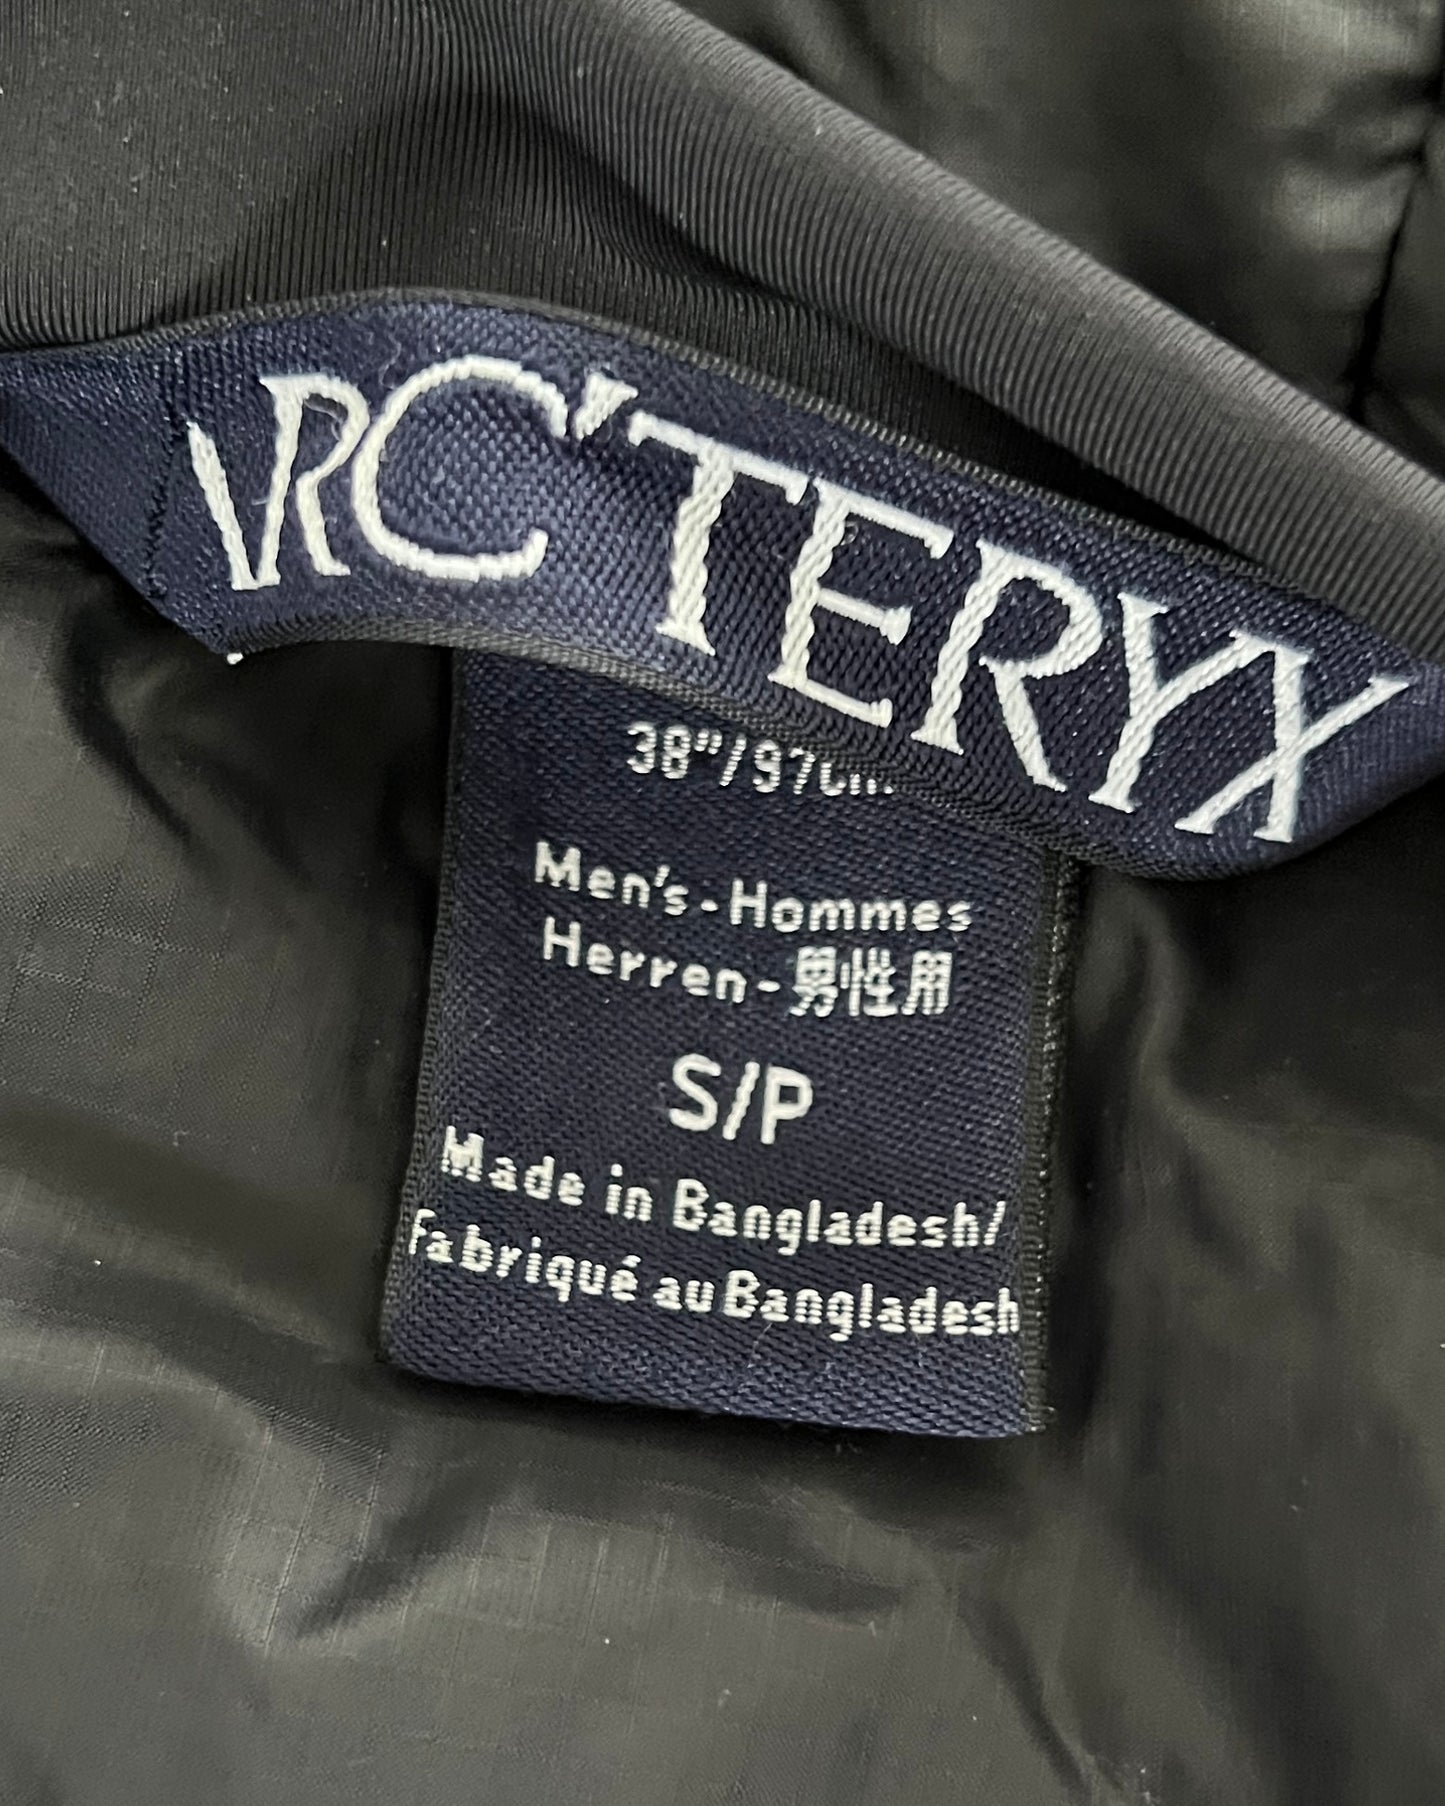 ARC'TERYX
38"/97cm
Men's - Hommes
Herren - 男性用
S/P
Made in Bangladesh/
Fabriqué au Bangladesh